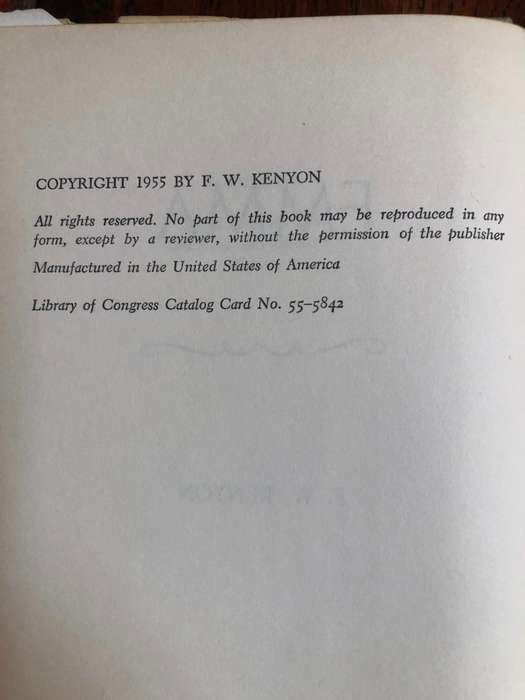 COPYRIGHT 1955 BY F. W. KENYON
All rights reserved. No part of this book may be reproduced in any
form, except by a reviewer, without the permission of the publisher
Manufactured in the United States of America
Library of Congress Catalog Card No. 55–5842